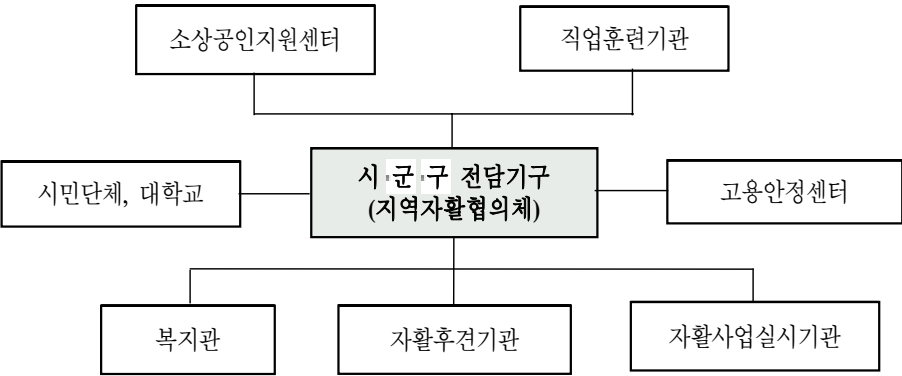 소상공인지원센터
직업훈련기관
시·군·구 전담기구
(지역자활협의체)
시민단체, 대학교
고용안정센터
복지관
자활후견기관
자활사업실시기관